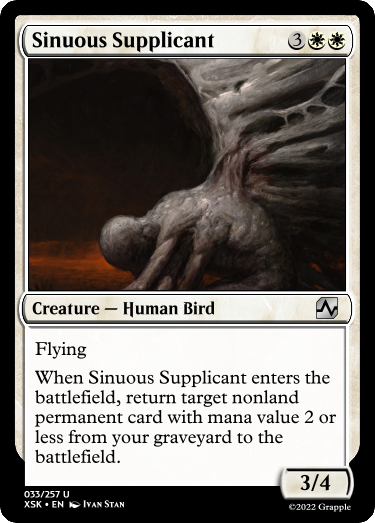 Sinuous Supplicant 3
Creature — Human Bird
Flying
When Sinuous Supplicant enters the
battlefield, return target nonland
permanent card with mana value 2 or
less from your graveyard to the
battlefield.
3/4
033/257 U
XSK • EN Ivan Stan
©2022 Grapple